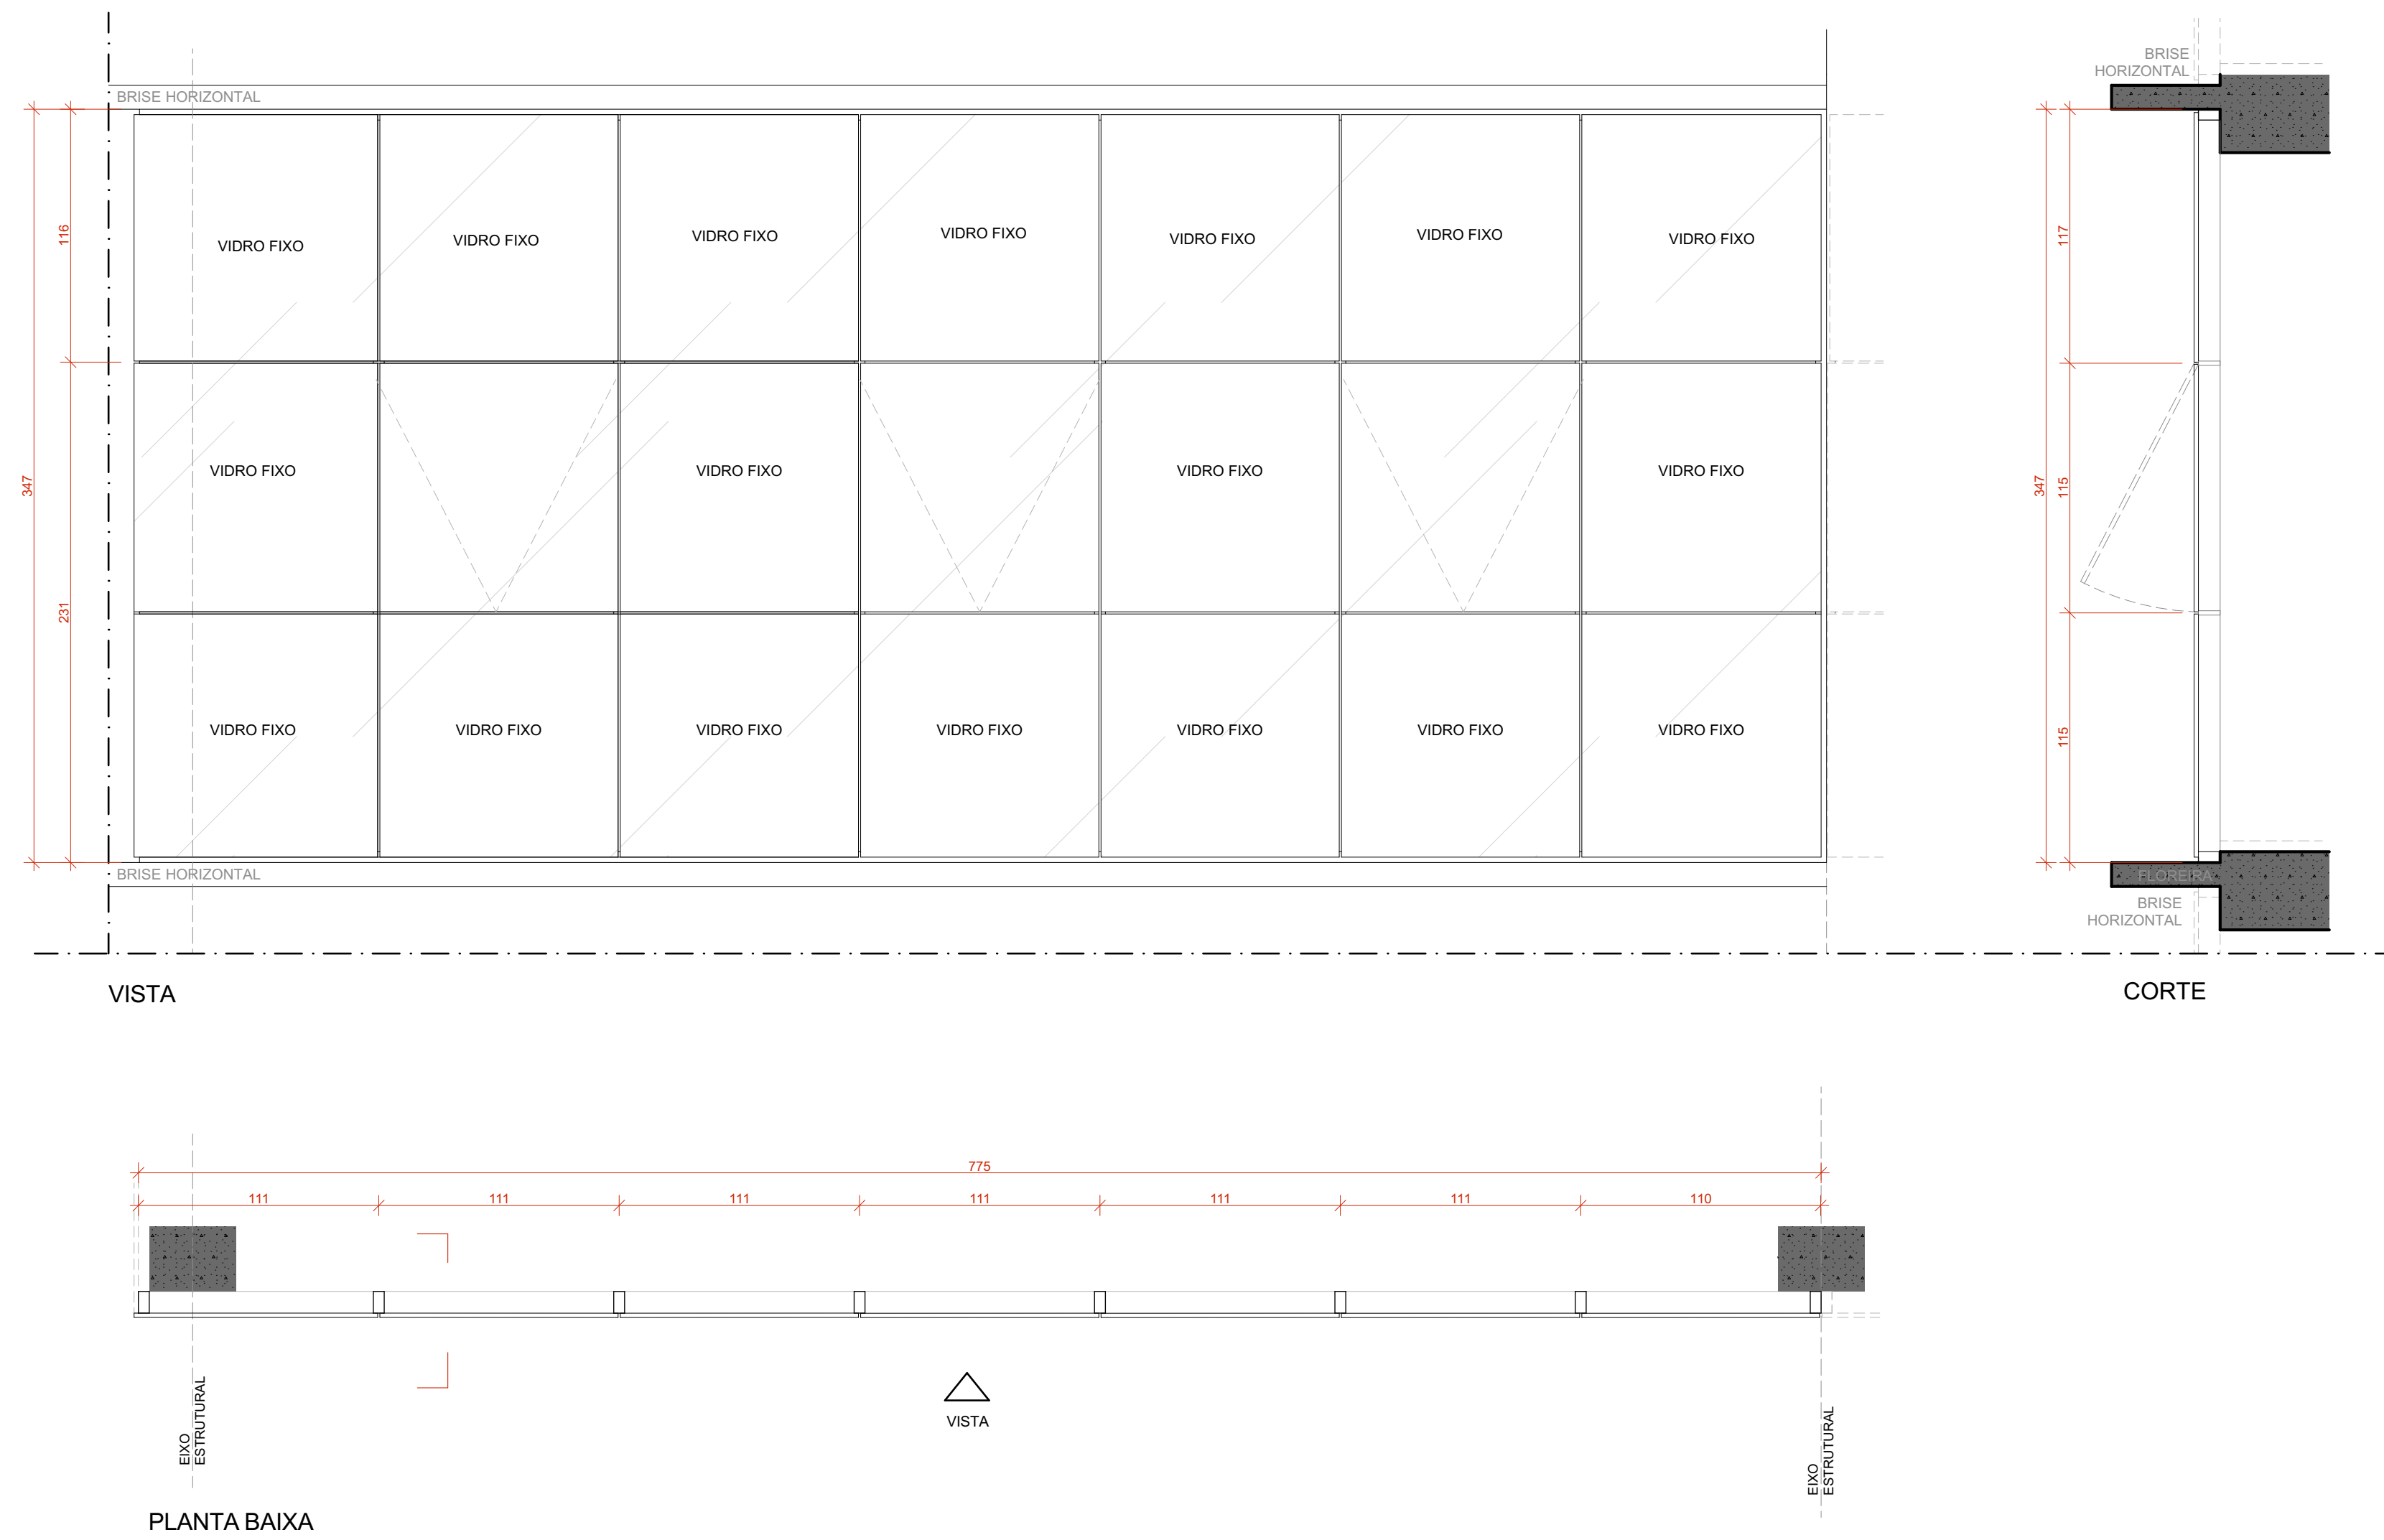 BRISE
HORIZONTAL
BRISE HORIZONTAL
VIDRO FIXO
VIDRO FIXO
VIDRO FIXO
VIDRO FIXO
VIDRO FIXO
VIDRO FIXO
VIDRO FIXO
116
117
VIDRO FIXO
VIDRO FIXO
VIDRO FIXO
VIDRO FIXO
347
347
115
231
VIDRO FIXO
VIDRO FIXO
VIDRO FIXO
VIDRO FIXO
VIDRO FIXO
VIDRO FIXO
VIDRO FIXO
115
BRISE HORIZONTAL
FLOREIRA
BRISE
HORIZONTAL
VISTA
CORTE
775
111
111
111
111
111
111
110
VISTA
EIXO
ESTRUTURAL
EIXO
ESTRUTURAL
PLANTA BAIXA